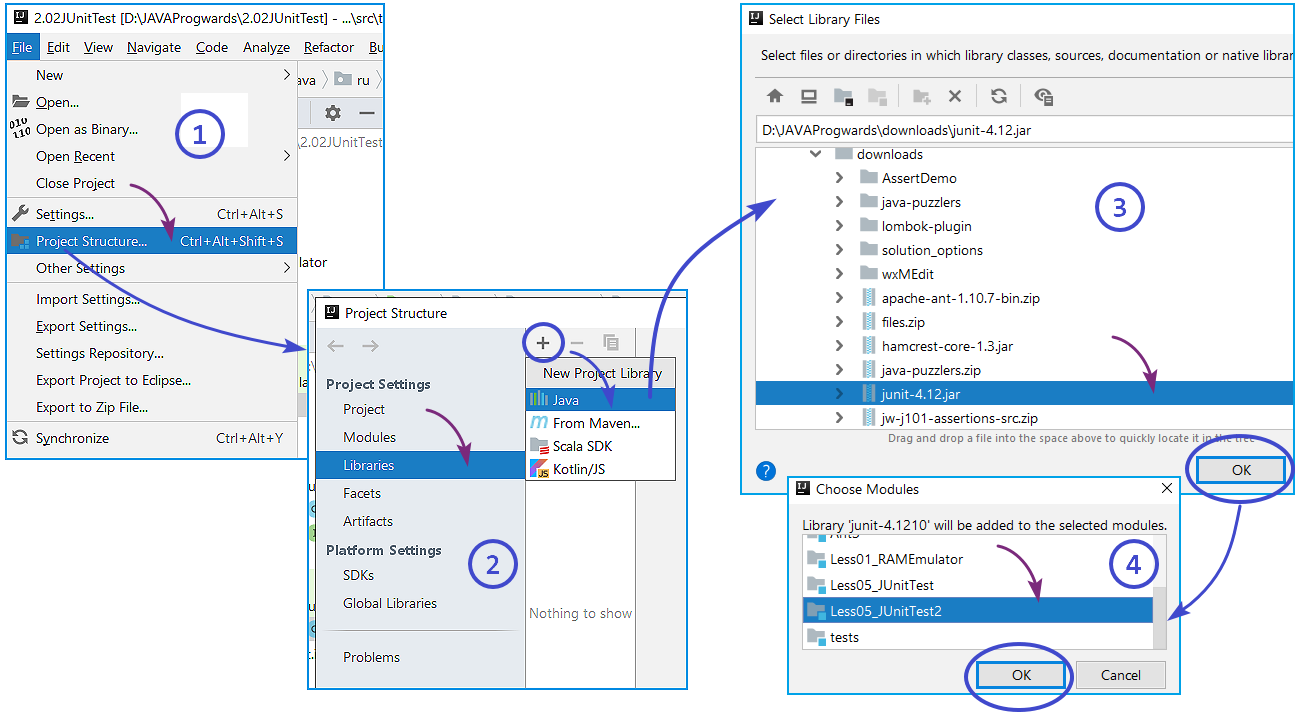 2.02JUnitTest [D:\JAVAProgwards\2.02JUnitTest] - ...\src\t
File Edit View Navigate Code Analyze Refactor Bu
New
ava ru
Open...
Open as Binary...
1
\2.02JUnitTest
Open Recent
Close Project
Settings... Ctrl+Alt+S
Project Structure... Ctrl+Alt+Shift+S
Other Settings
lator
Import Settings...
Export Settings...
Settings Repository...
Export Project to Eclipse...
Export to Zip File...
Synchronize Ctrl+Alt+Y
Project Structure
Project Settings
Project
Modules
Libraries
Facets
Artifacts
Platform Settings
SDKs
Global Libraries
Problems
2
New Project Library
Java
From Maven...
Scala SDK
Kotlin/JS
Nothing to show
Select Library Files
Select files or directories in which library classes, sources, documentation or native librar
D:\JAVAProgwards\downloads\junit-4.12.jar
downloads
AssertDemo
java-puzzlers
lombok-plugin
solution_options
wxMEdit
apache-ant-1.10.7-bin.zip
files.zip
hamcrest-core-1.3.jar
java-puzzlers.zip
junit-4.12.jar
jw-j101-assertions-src.zip
3
Drag and drop a file into the space above to quickly locate it in the tree
? OK
Choose Modules
Library 'junit-4.1210' will be added to the selected modules.
Less01_RAMEmulator
Less05_JUnitTest
Less05_JUnitTest2
tests
4
OK Cancel